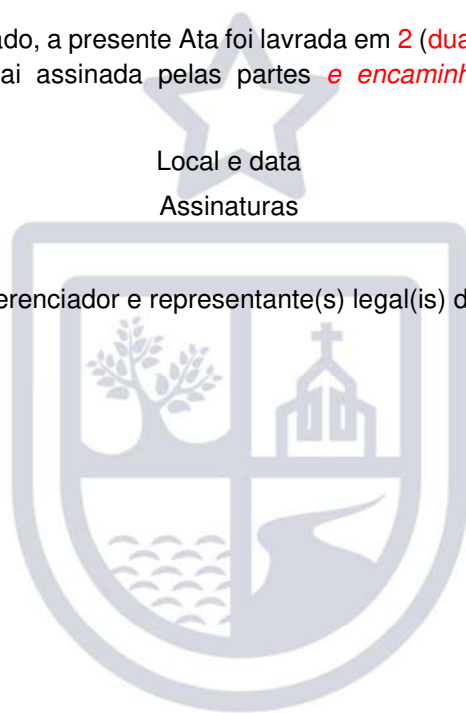 ado, a presente Ata foi lavrada em 2 (dua
ai assinada pelas partes e encaminh
Local e data
Assinaturas
erenciador e representante(s) legal(is) d